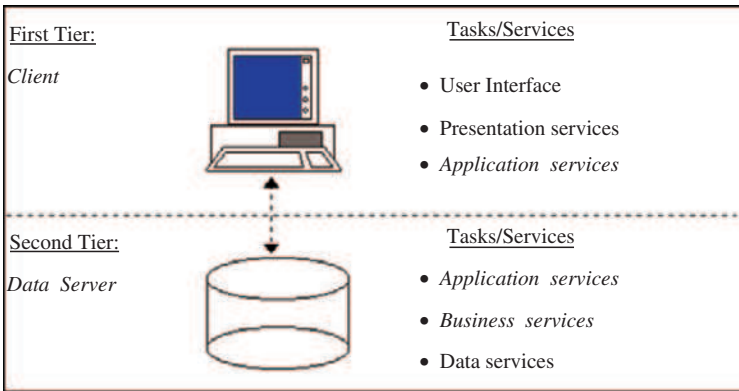 First Tier:
Client
Tasks/Services
• User Interface
• Presentation services
• Application services
Second Tier:
Data Server
Tasks/Services
• Application services
• Business services
• Data services